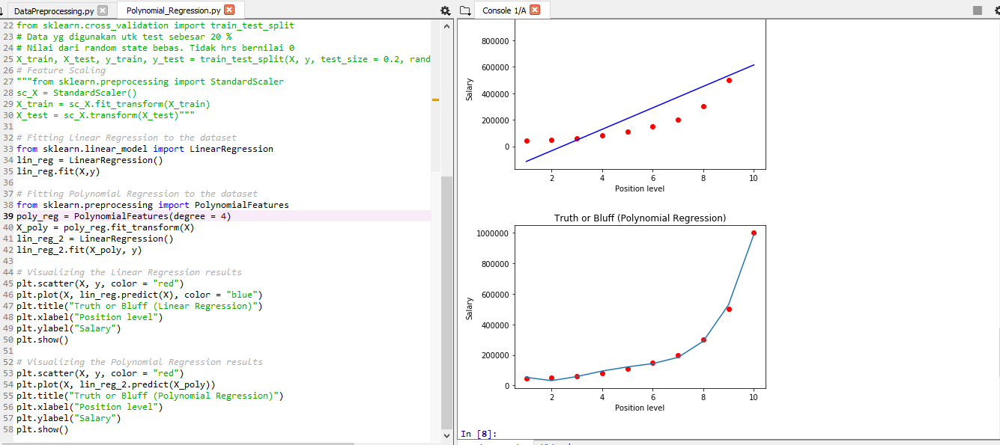 DataPreprocessing.py
Polynomial_Regression.py
22 from sklearn.cross_validation import train_test_split
23 # Data yg digunakan utk test sebesar 20 %
24 # Nilai dari random state bebas. Tidak hrs bernilai 0
25 X_train, X_test, y_train, y_test = train_test_split(X, y, test_size = 0.2, rand
26 # Feature Scaling
27 """from sklearn.preprocessing import StandardScaler
28 sc_X = StandardScaler()
29 X_train = sc_X.fit_transform(X_train)
30 X_test = sc_X.transform(X_test)"""
31
32 # Fitting Linear Regression to the dataset
33 from sklearn.linear_model import LinearRegression
34 lin_reg = LinearRegression()
35 lin_reg.fit(X,y)
36
37 # Fitting Polynomial Regression to the dataset
38 from sklearn.preprocessing import PolynomialFeatures
39 poly_reg = PolynomialFeatures(degree = 4)
40 X_poly = poly_reg.fit_transform(X)
41 lin_reg_2 = LinearRegression()
42 lin_reg_2.fit(X_poly, y)
43
44 # Visualizing the Linear Regression results
45 plt.scatter(X, y, color = "red")
46 plt.plot(X, lin_reg.predict(X), color = "blue")
47 plt.title("Truth or Bluff (Linear Regression)")
48 plt.xlabel("Position level")
49 plt.ylabel("Salary")
50 plt.show()
51
52 # Visualizing the Polynomial Regression results
53 plt.scatter(X, y, color = "red")
54 plt.plot(X, lin_reg_2.predict(X_poly))
55 plt.title("Truth or Bluff (Polynomial Regression)")
56 plt.xlabel("Position level")
57 plt.ylabel("Salary")
58 plt.show()
Console 1/A
800000
600000
400000
200000
0
Salary
2 4 6 8 10
Position level
Truth or Bluff (Polynomial Regression)
1000000
800000
600000
400000
200000
0
Salary
2 4 6 8 10
Position level
In [8]: